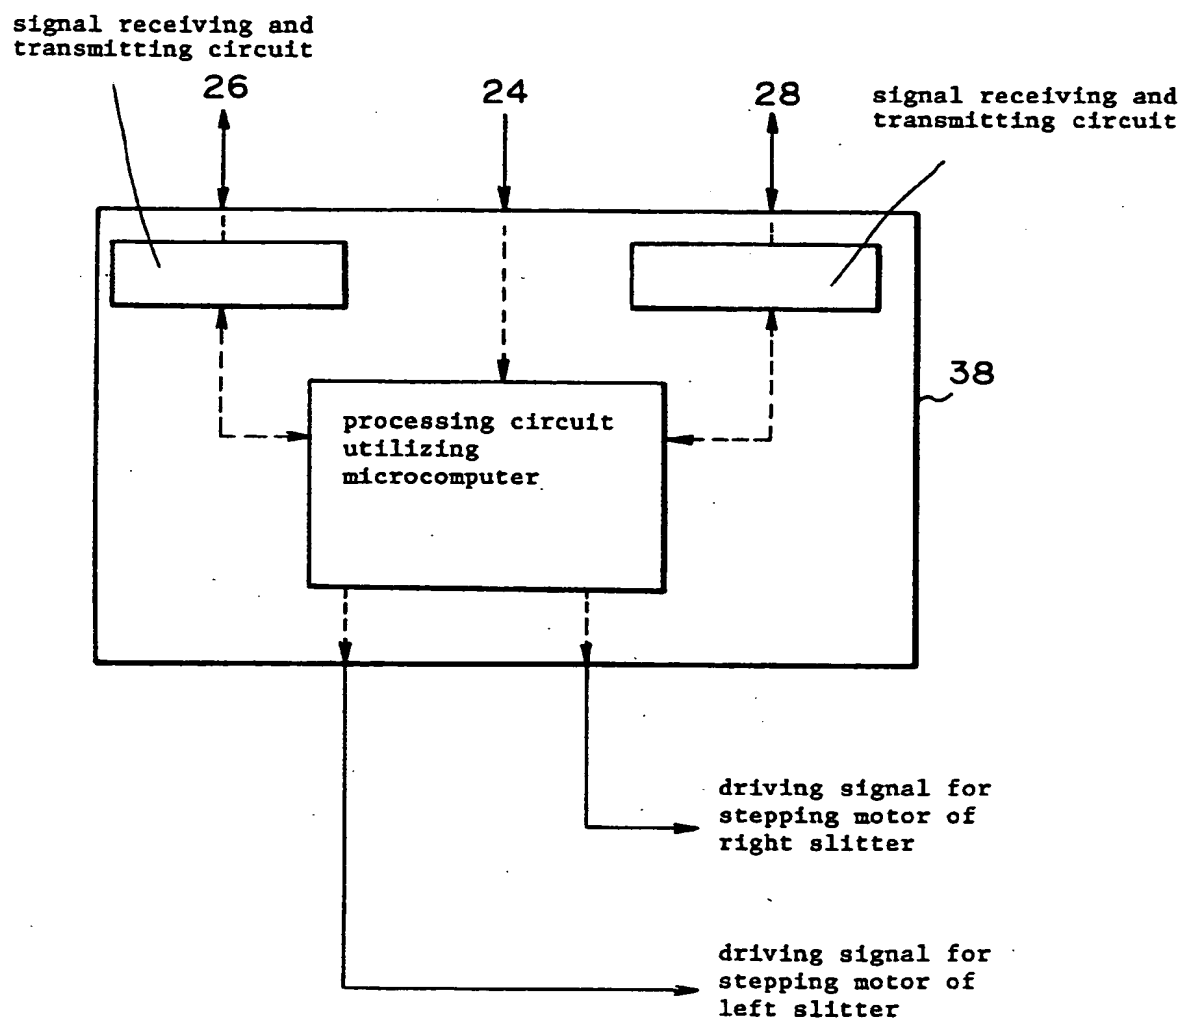 signal receiving and
transmitting circuit
26
24
28
signal receiving and
transmitting circuit
38
processing circuit
utilizing
microcomputer
driving signal for
stepping motor of
right slitter
driving signal for
stepping motor of
left slitter